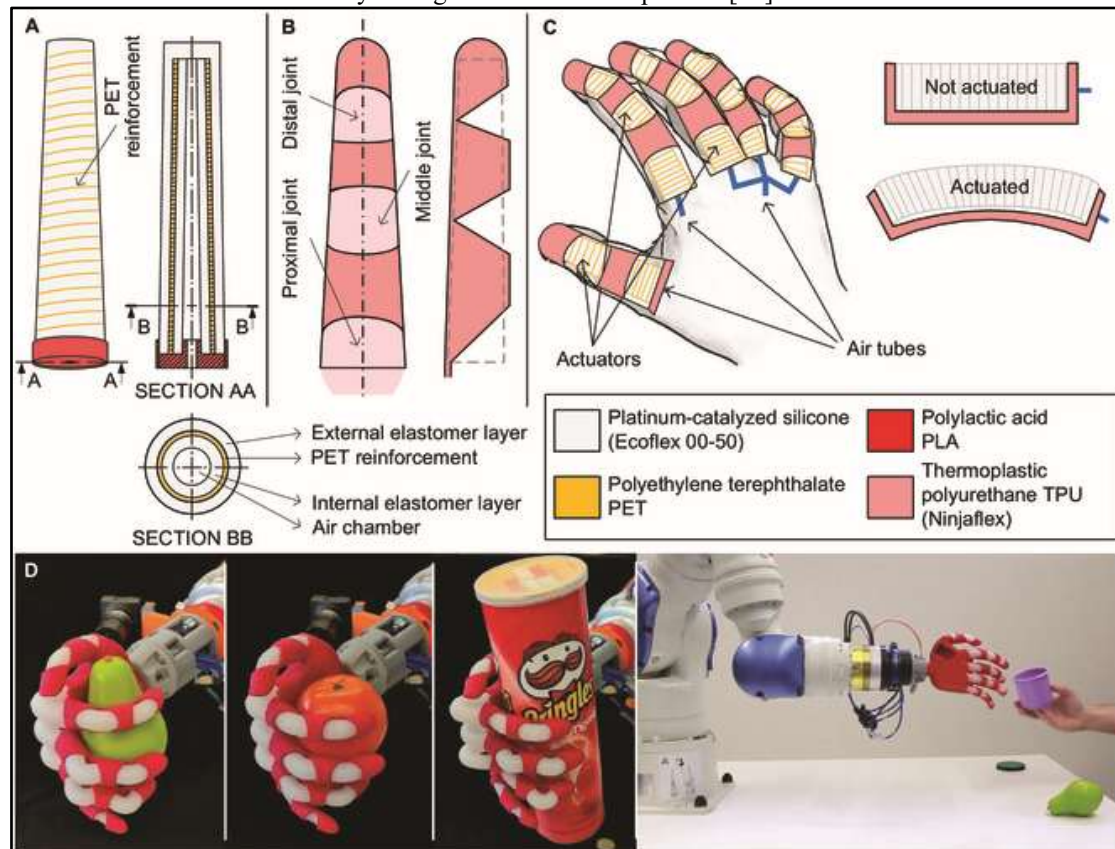 A
PET
reinforcement
B
B
A
A
SECTION AA
External elastomer layer
PET reinforcement
Internal elastomer layer
Air chamber
SECTION BB
B
Distal joint
Proximal joint
Middle joint
C
Actuators
Air tubes
Not actuated
Actuated
Platinum-catalyzed silicone
(Ecoflex 00-50)
Polyethylene terephthalate
PET
Polylactic acid
PLA
Thermoplastic
polyurethane TPU
(Ninjaflex)
D
Pringles